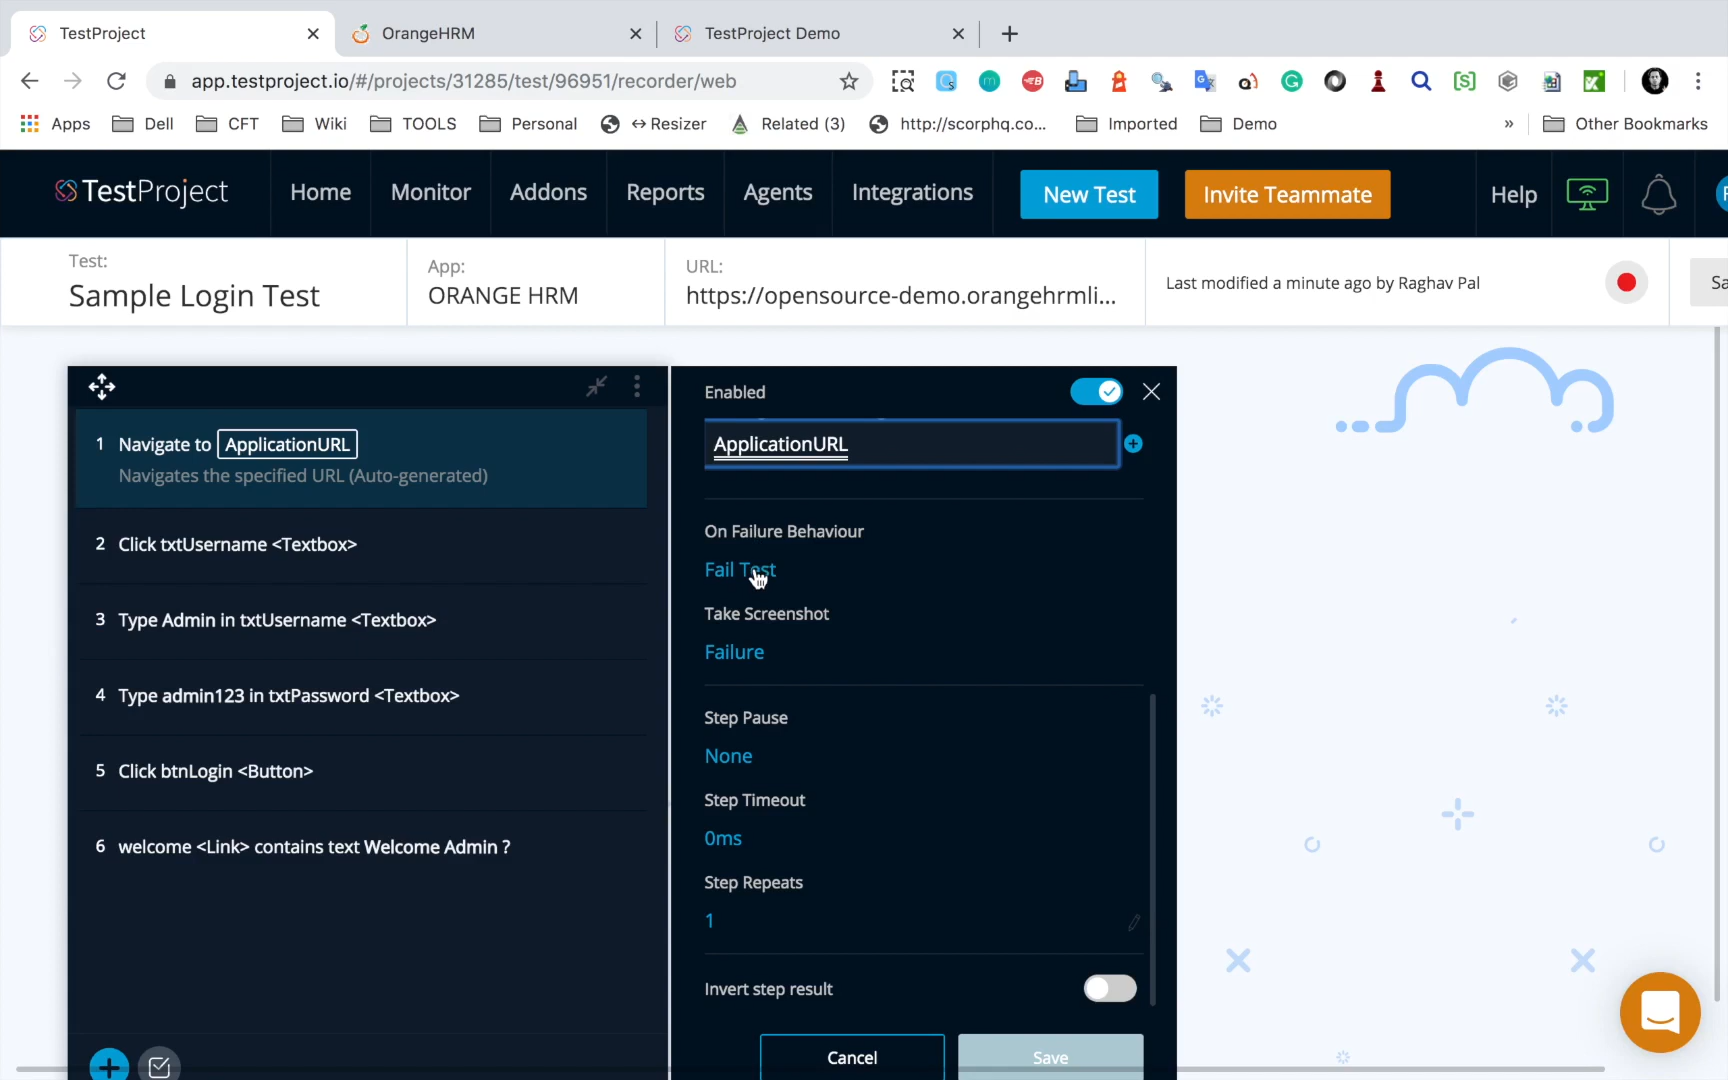 TestProject
OrangeHRM
TestProject Demo
app.testproject.io/#/projects/31285/test/96951/recorder/web
Apps
Dell
CFT
Wiki
TOOLS
Personal
↔Resizer
Related (3)
http://scorphq.co...
Imported
Demo
»
Other Bookmarks
TestProject
Home
Monitor
Addons
Reports
Agents
Integrations
New Test
Invite Teammate
Help
Test:
Sample Login Test
App:
ORANGE HRM
URL:
https://opensource-demo.orangehrmli...
Last modified a minute ago by Raghav Pal
Sa
1 Navigate to ApplicationURL
Navigates the specified URL (Auto-generated)
2 Click txtUsername <Textbox>
3 Type Admin in txtUsername <Textbox>
4 Type admin123 in txtPassword <Textbox>
5 Click btnLogin <Button>
6 welcome <Link> contains text Welcome Admin ?
Enabled
ApplicationURL
On Failure Behaviour
Fail Test
Take Screenshot
Failure
Step Pause
None
Step Timeout
0ms
Step Repeats
1
Invert step result
Cancel
Save